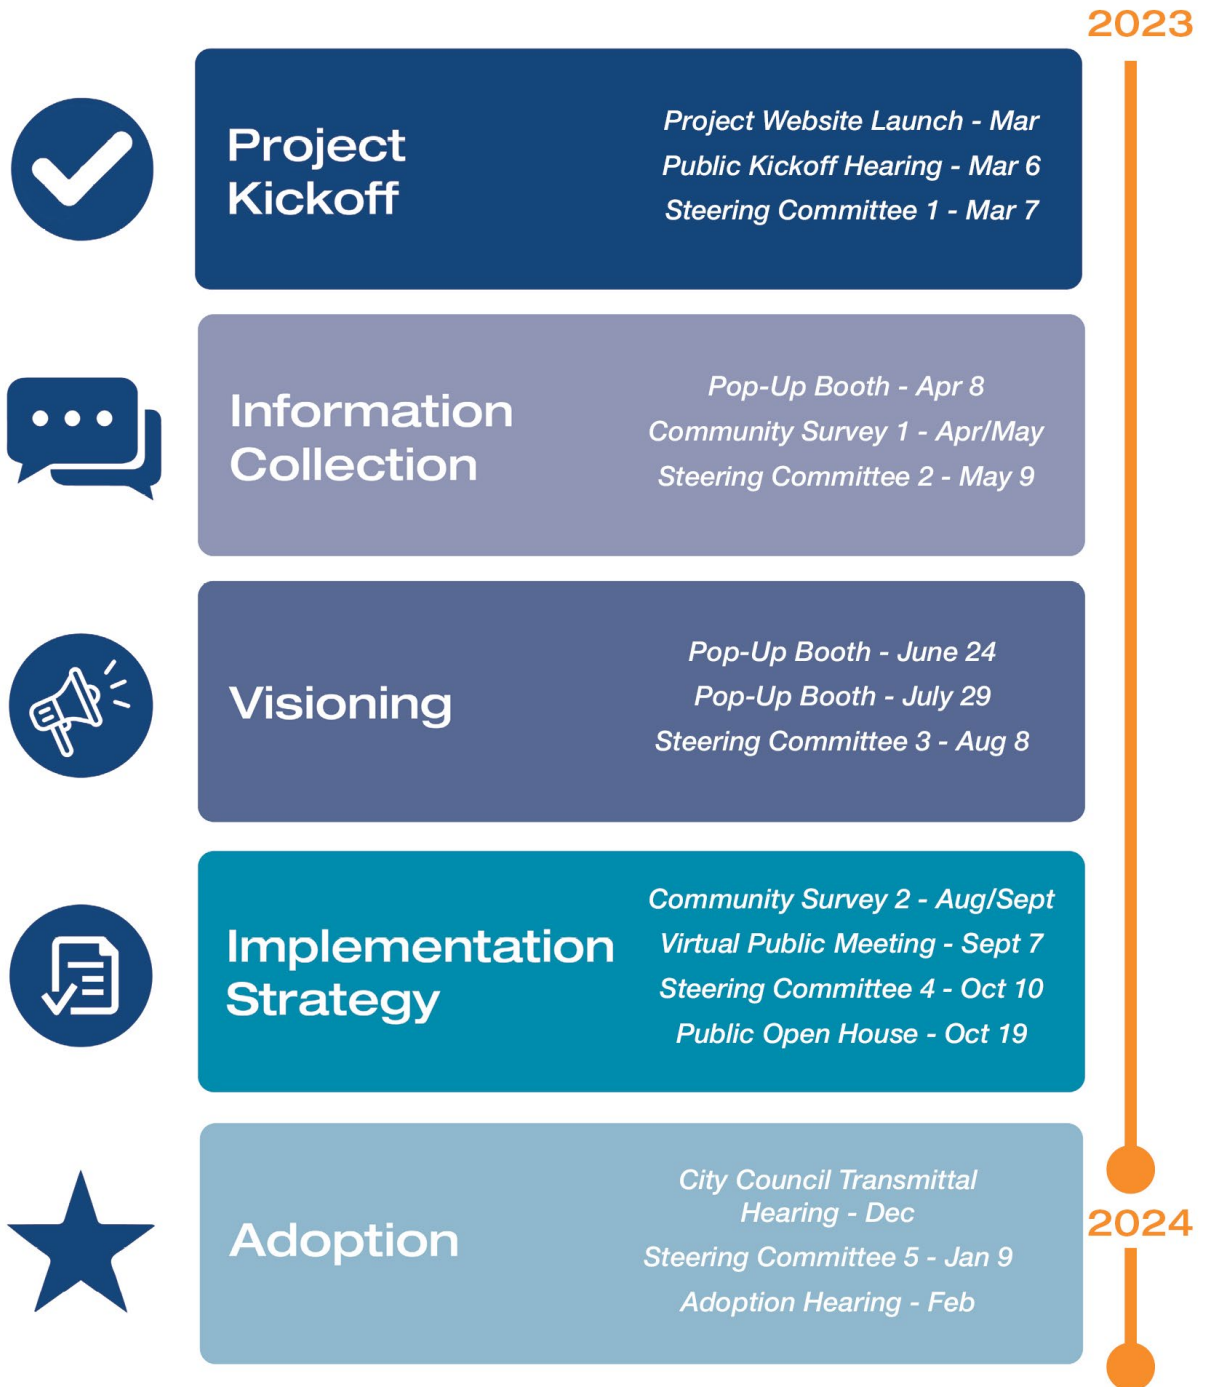 2023
Project
Kickoff
Project Website Launch - Mar
Public Kickoff Hearing - Mar 6
Steering Committee 1 - Mar 7
Information
Collection
Pop-Up Booth - Apr 8
Community Survey 1 - Apr/May
Steering Committee 2 - May 9
Visioning
Pop-Up Booth - June 24
Pop-Up Booth - July 29
Steering Committee 3 - Aug 8
Implementation
Strategy
Community Survey 2 - Aug/Sept
Virtual Public Meeting - Sept 7
Steering Committee 4 - Oct 10
Public Open House - Oct 19
Adoption
City Council Transmittal
Hearing - Dec
Steering Committee 5 - Jan 9
Adoption Hearing - Feb
2024